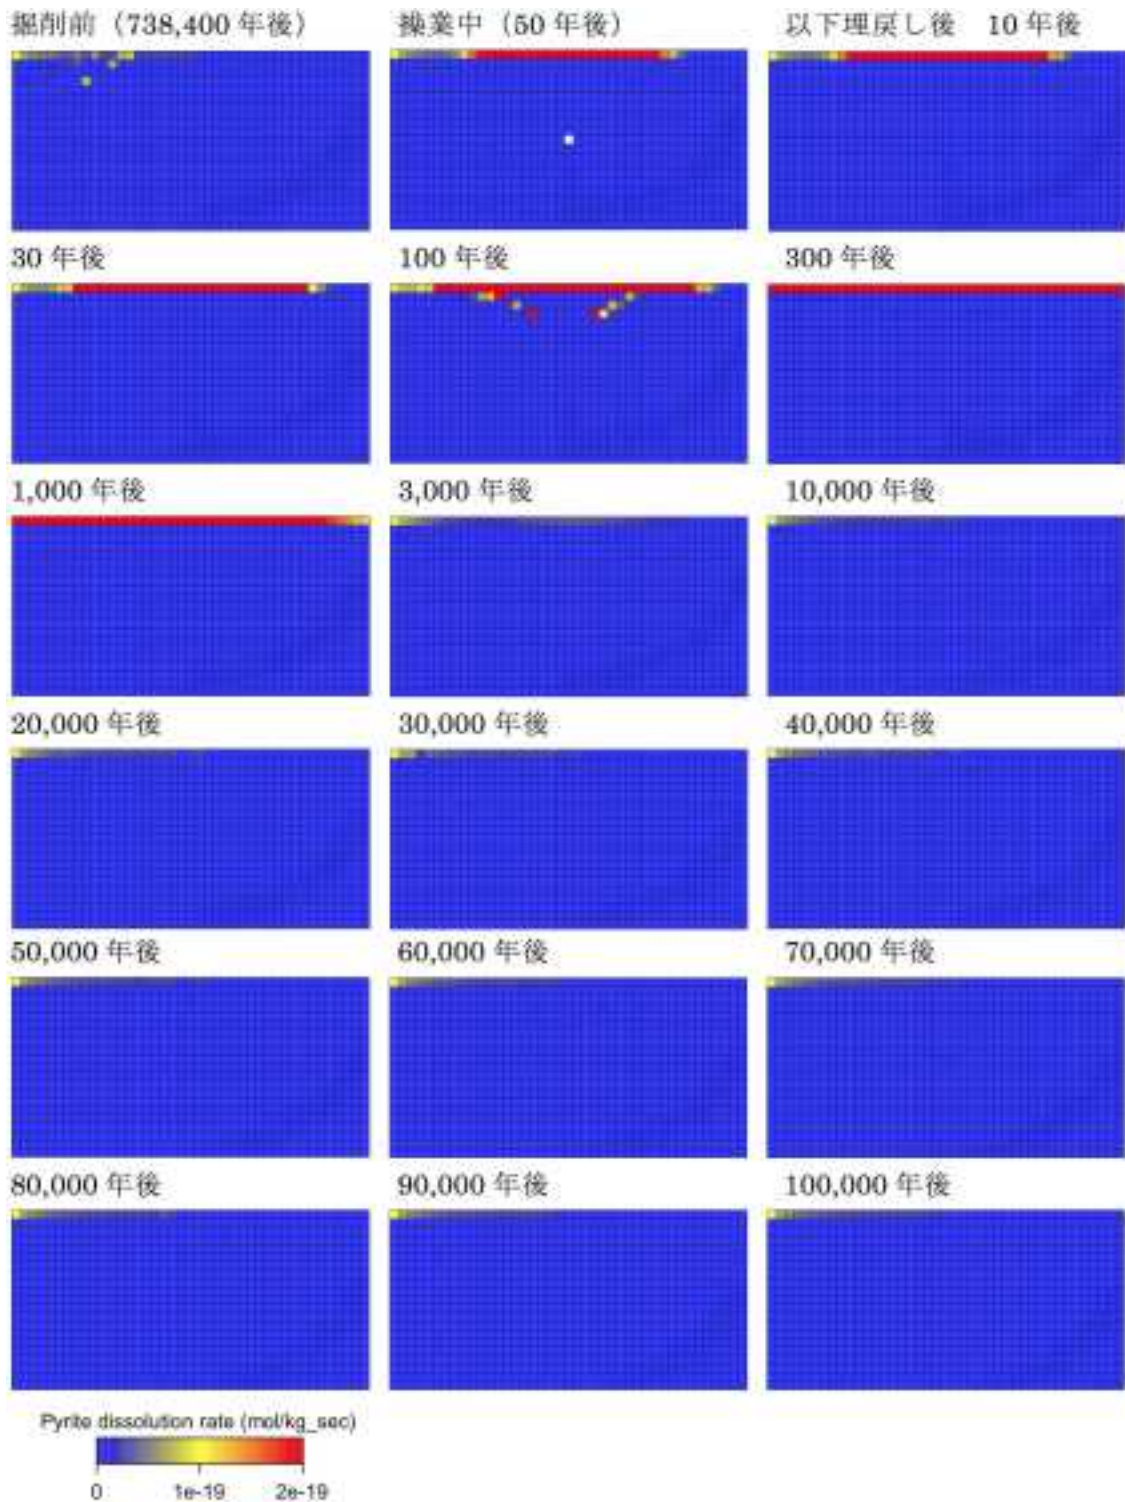 掘削前（738,400 年後）
操業中（50 年後）
以下埋戻し後　10 年後
30 年後
100 年後
300 年後
1,000 年後
3,000 年後
10,000 年後
20,000 年後
30,000 年後
40,000 年後
50,000 年後
60,000 年後
70,000 年後
80,000 年後
90,000 年後
100,000 年後
Pyrite dissolution rate (mol/kg_sec)
0 1e-19 2e-19